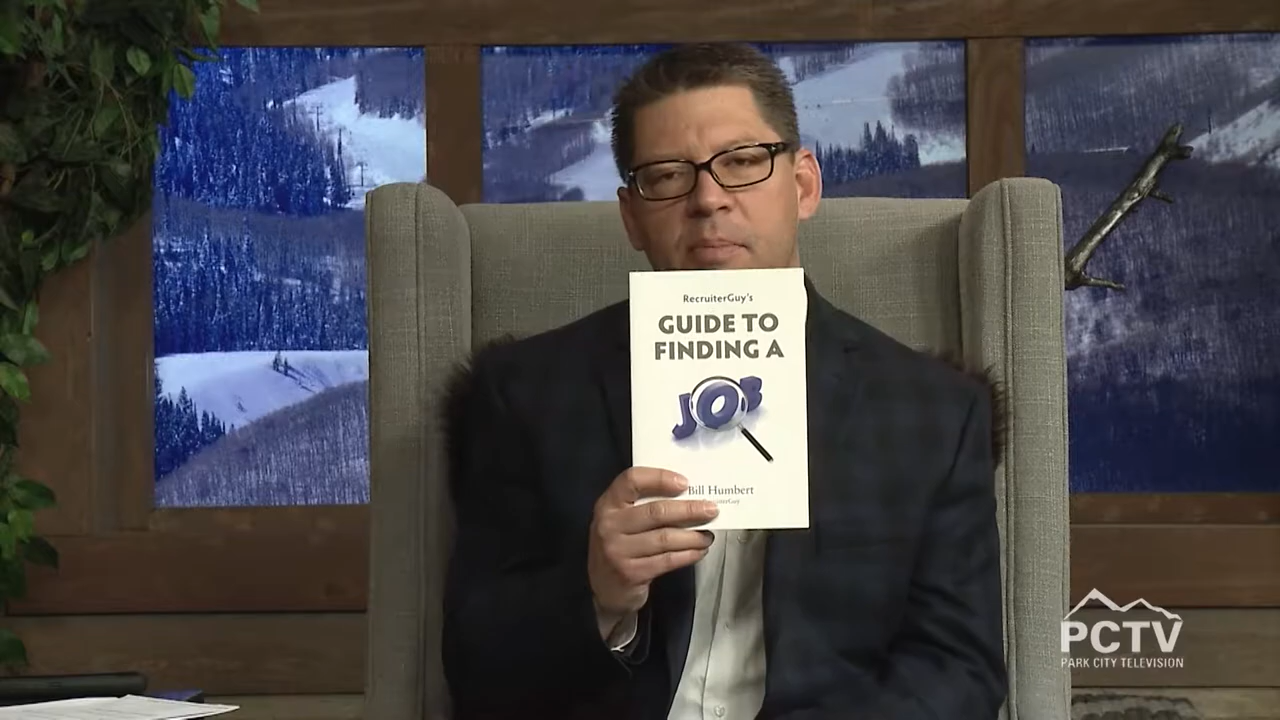 RecruiterGuy's
GUIDE TO
FINDING A
JOB
Bill Humbert
PCTV
PARK CITY TELEVISION